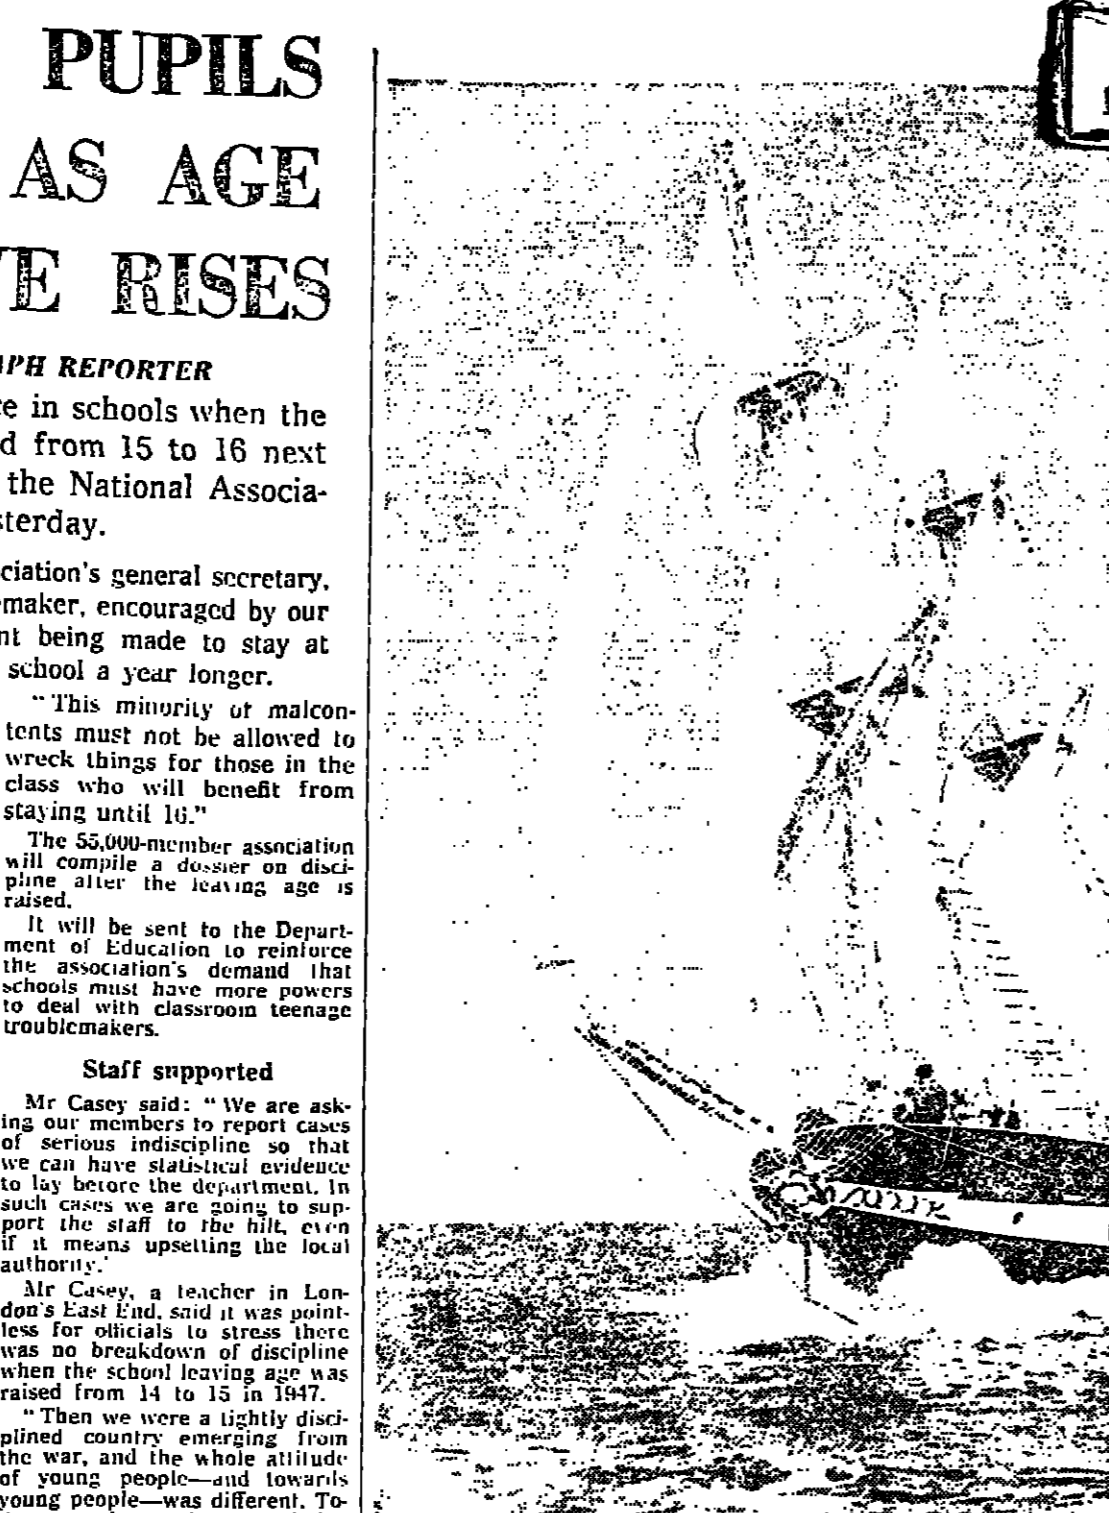 PUPILS
AS AGE
E RISES
PH REPORTER
e in schools when the
d from 15 to 16 next
the National Associa-
sterday.
ciation's general secretary,
emaker, encouraged by our
nt being made to stay at
school a year longer.
"This minority of malcon-
tents must not be allowed to
wreck things for those in the
class who will benefit from
staying until 16."
The 55,000-member association
will compile a dossier on disci-
pline after the leaving age is
raised.
It will be sent to the Depart-
ment of Education to reinforce
the association's demand that
schools must have more powers
to deal with classroom teenage
troublemakers.
Staff supported
Mr Casey said: "We are ask-
ing our members to report cases
of serious indiscipline so that
we can have statistical evidence
to lay before the department. In
such cases we are going to sup-
port the staff to the hilt, even
if it means upsetting the local
authority."
Mr Casey, a teacher in Lon-
don's East End, said it was point-
less for officials to stress there
was no breakdown of discipline
when the school leaving age was
raised from 14 to 15 in 1947.
"Then we were a tightly disci-
plined country emerging from
the war, and the whole attitude
of young people—and towards
young people—was different. To-